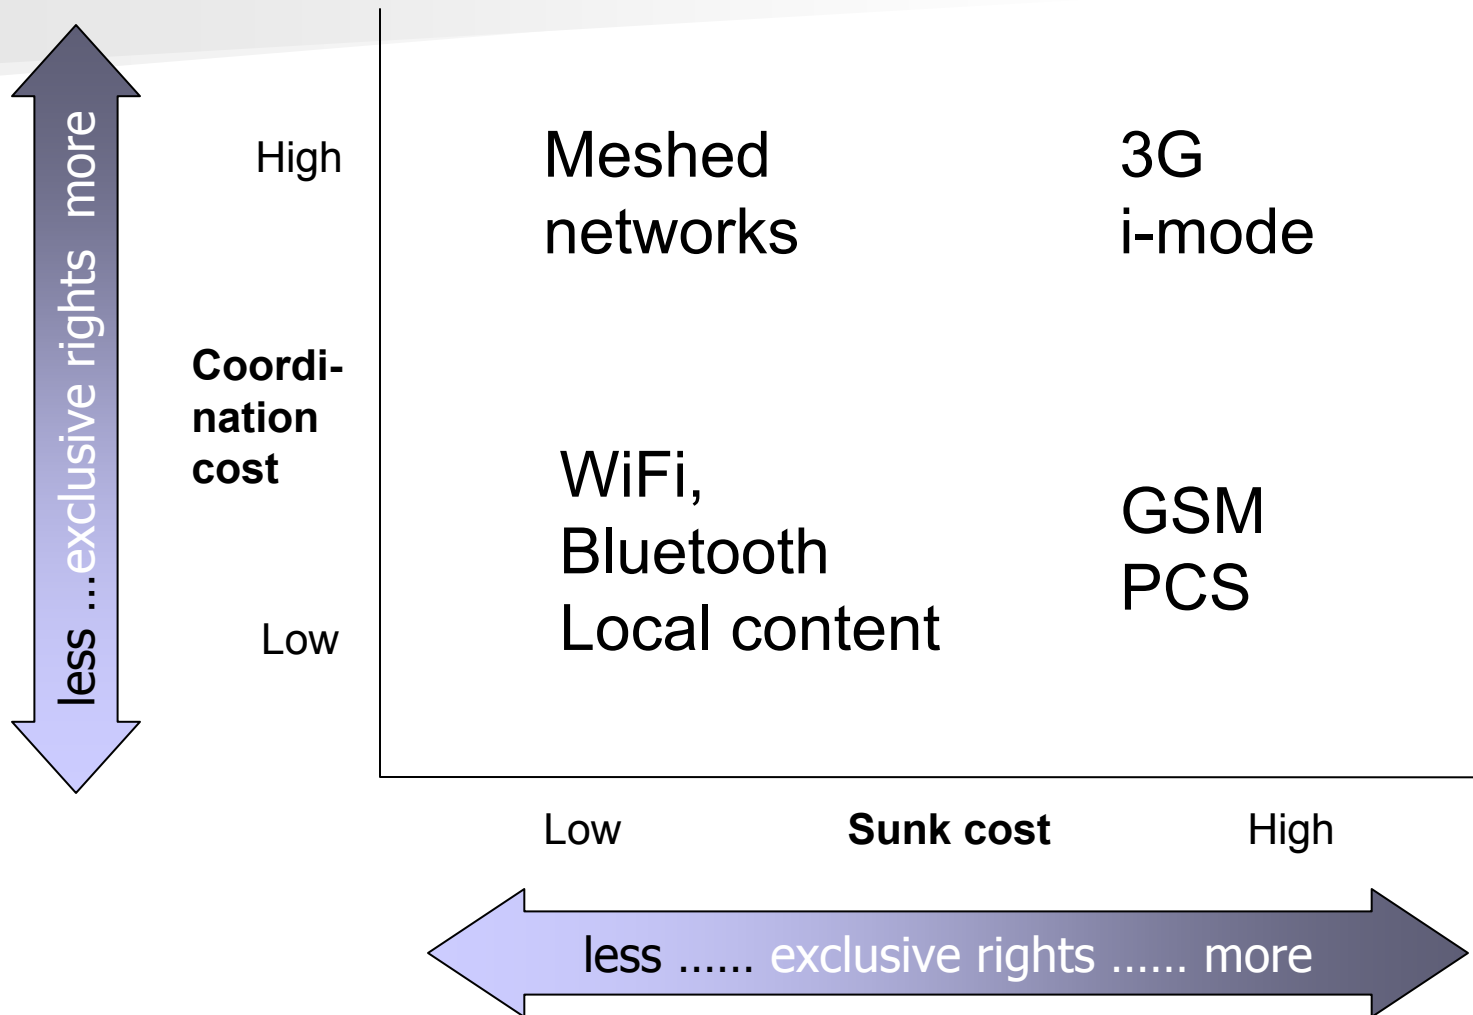 less ...exclusive rights more
High
Meshed
networks
3G
i-mode
Coordi-
nation
cost
WiFi,
Bluetooth
Local content
GSM
PCS
Low
Low
Sunk cost
High
less ...... exclusive rights ...... more